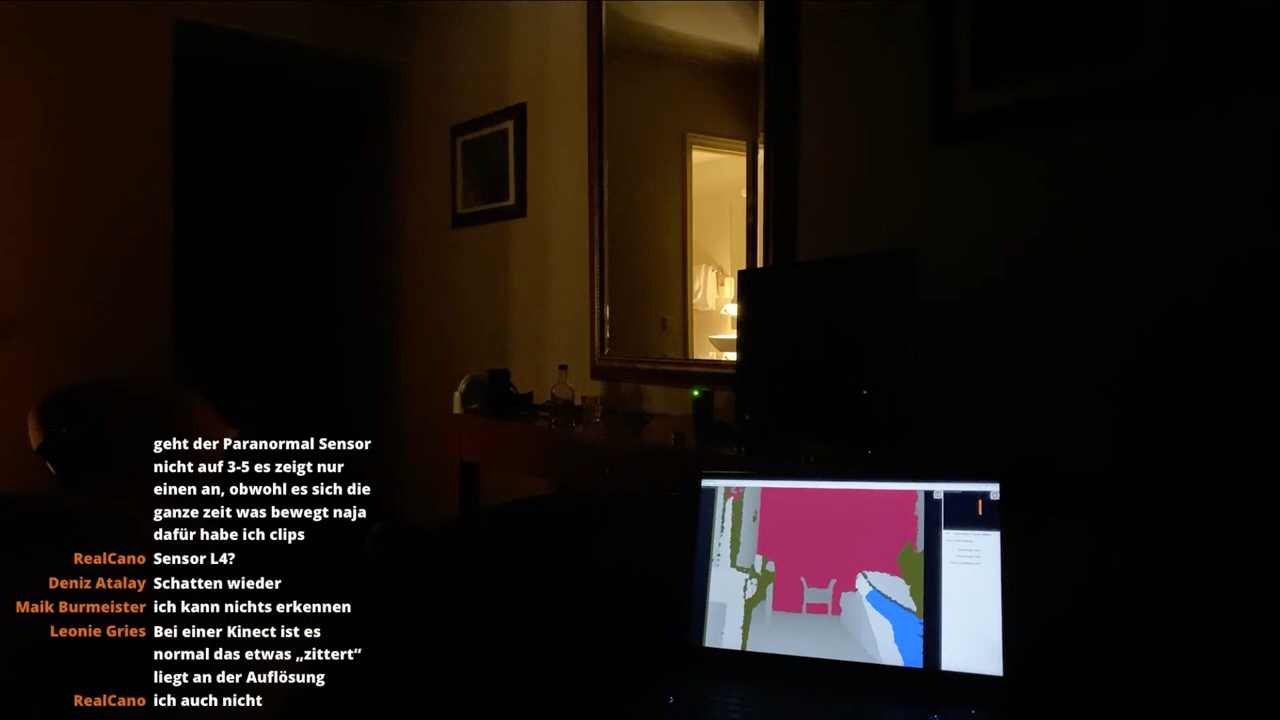 geht der Paranormal Sensor
nicht auf 3-5 es zeigt nur
einen an, obwohl es sich die
ganze zeit was bewegt naja
dafür habe ich clips
RealCano Sensor L4?
Deniz Atalay Schatten wieder
Maik Burmeister ich kann nichts erkennen
Leonie Gries Bei einer Kinect ist es
normal das etwas „zittert“
liegt an der Auflösung
RealCano ich auch nicht